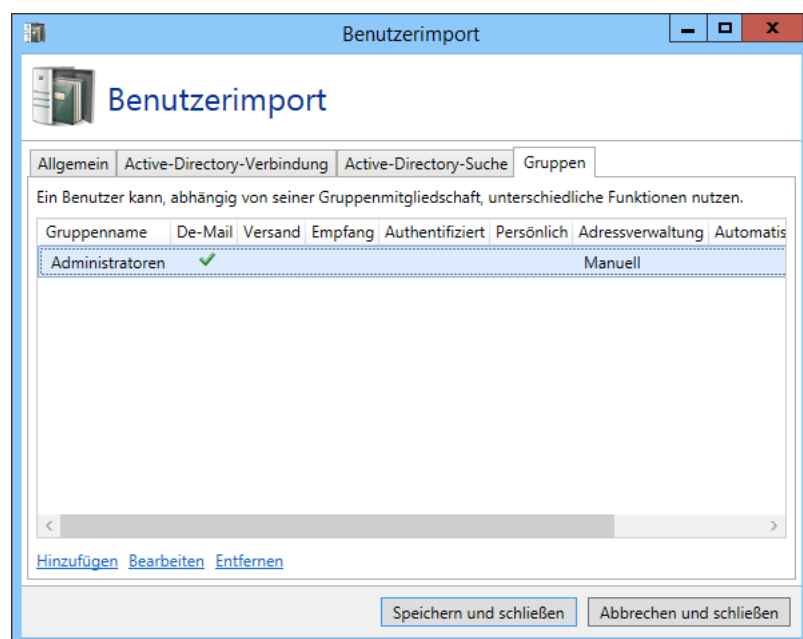 Benutzerimport
Benutzerimport
Allgemein Active-Directory-Verbindung Active-Directory-Suche Gruppen
Ein Benutzer kann, abhängig von seiner Gruppenmitgliedschaft, unterschiedliche Funktionen nutzen.
Gruppenname De-Mail Versand Empfang Authentifiziert Persönlich Adressverwaltung Automatis
Administratoren Manuell
Hinzufügen Bearbeiten Entfernen
Speichern und schließen Abbrechen und schließen